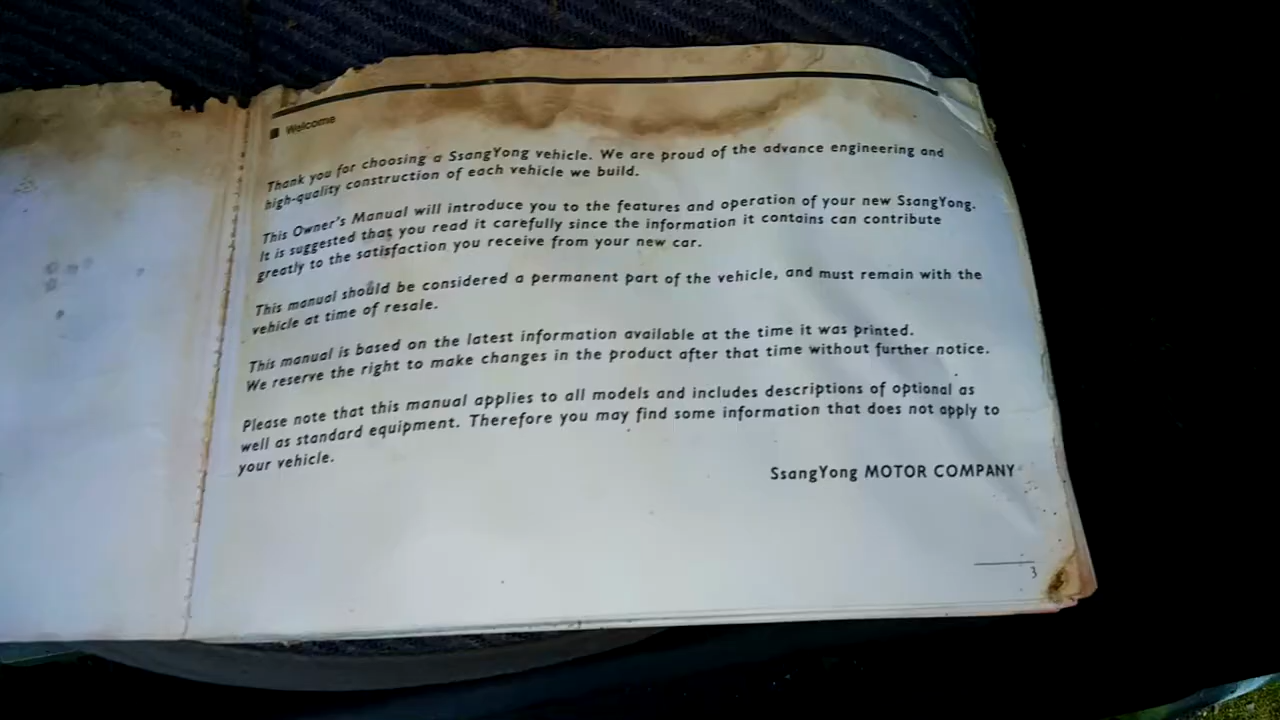 Welcome
Thank you for choosing a SsangYong vehicle. We are proud of the advance engineering and
high-quality construction of each vehicle we build.
This Owner's Manual will introduce you to the features and operation of your new SsangYong.
It is suggested that you read it carefully since the information it contains can contribute
greatly to the satisfaction you receive from your new car.
This manual should be considered a permanent part of the vehicle, and must remain with the
vehicle at time of resale.
This manual is based on the latest information available at the time it was printed.
We reserve the right to make changes in the product after that time without further notice.
Please note that this manual applies to all models and includes descriptions of optional as
well as standard equipment. Therefore you may find some information that does not apply to
your vehicle.
SsangYong MOTOR COMPANY
3